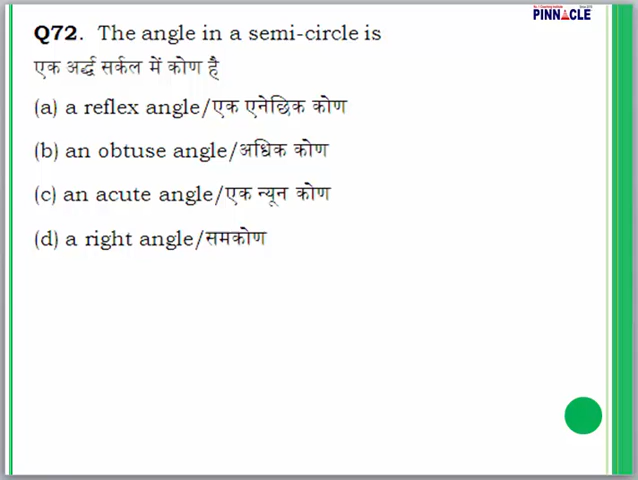 PINNACLE
Q72. The angle in a semi-circle is
एक अर्द्ध सर्कल में कोण है
(a) a reflex angle/एक एनेछिक कोण
(b) an obtuse angle/अधिक कोण
(c) an acute angle/एक न्यून कोण
(d) a right angle/समकोण